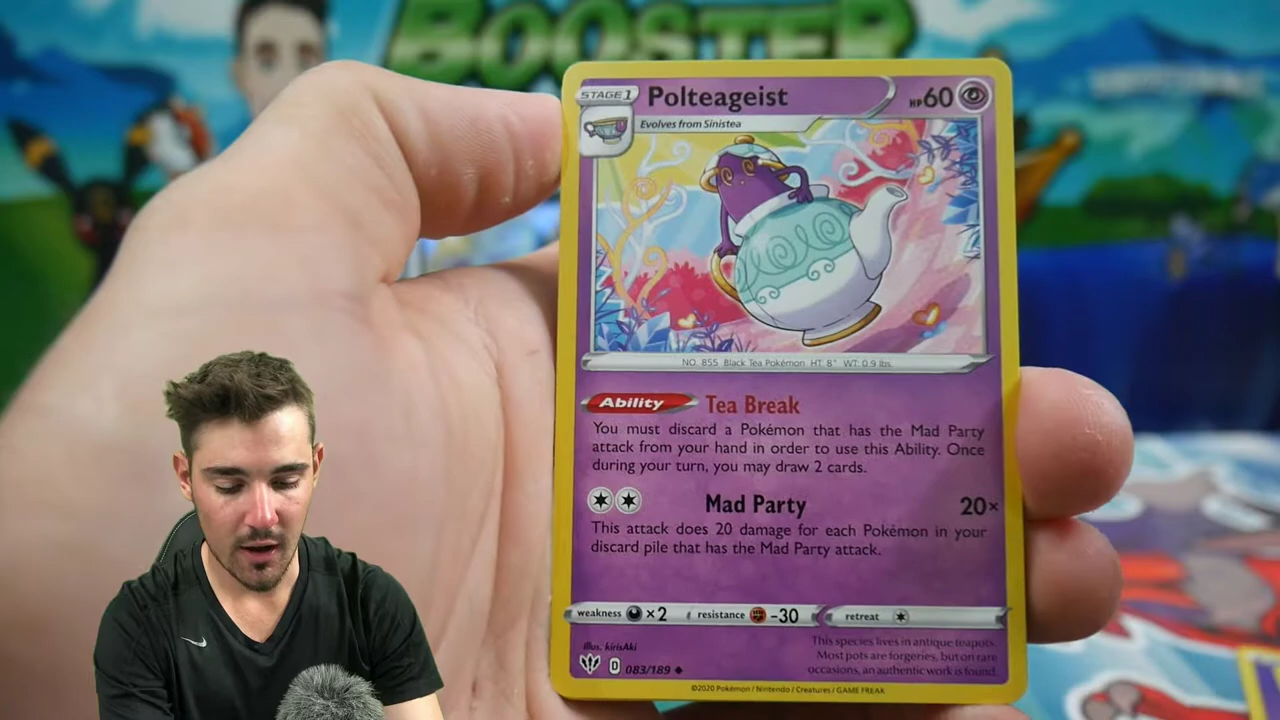 BOOSTER
STAGE 1
Polteageist
HP 60
Evolves from Sinistea
NO. 855 Black Tea Pokémon HT: 8" WT: 0.9 lbs.
Ability Tea Break
You must discard a Pokémon that has the Mad Party
attack from your hand in order to use this Ability. Once
during your turn, you may draw 2 cards.
Mad Party 20×
This attack does 20 damage for each Pokémon in your
discard pile that has the Mad Party attack.
weakness ×2 resistance -30 retreat
Illus. kirisAki
D 083/189
This species lives in antique teapots.
Most pots are forgeries, but on rare
occasions, an authentic work is found.
©2020 Pokémon / Nintendo / Creatures / GAME FREAK